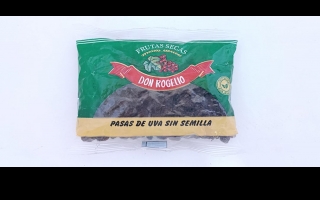 FRUTAS SECAS
DON ROGELIO
PASAS DE UVA SIN SEMILLA